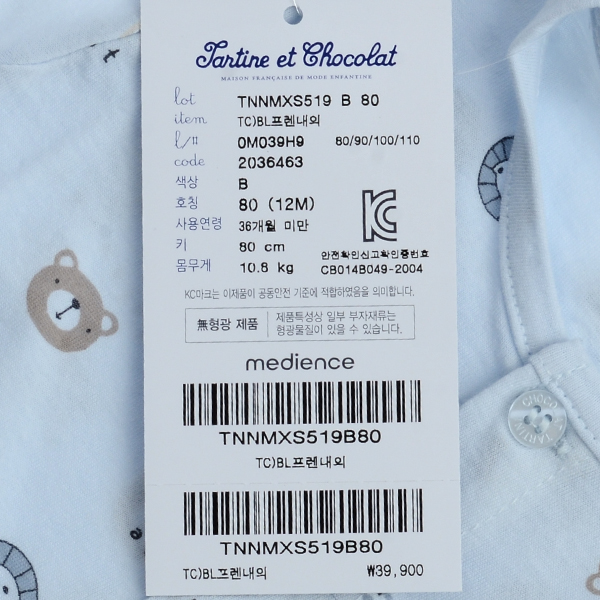 Tartine et Chocolat
MAISON FRANÇAISE DE MODE ENFANTINE
lot TNNMXS519 B 80
item TC)BL프렌내의
l/# 0M039H9 80/90/100/110
code 2036463
색상 B
호칭 80 (12M)
사용연령 36개월 미만
키 80 cm
몸무게 10.8 kg
안전확인신고확인증번호
CB014B049-2004
KC마크는 이제품이 공동안전 기준에 적합하였음을 의미합니다.
無형광 제품 제품특성상 일부 부자재류는
형광물질이 있을 수 있습니다.
medience
TNNMXS519B80
TC)BL프렌내의
TNNMXS519B80
TC)BL프렌내의 ₩39,900
CHOCO
TARTIN